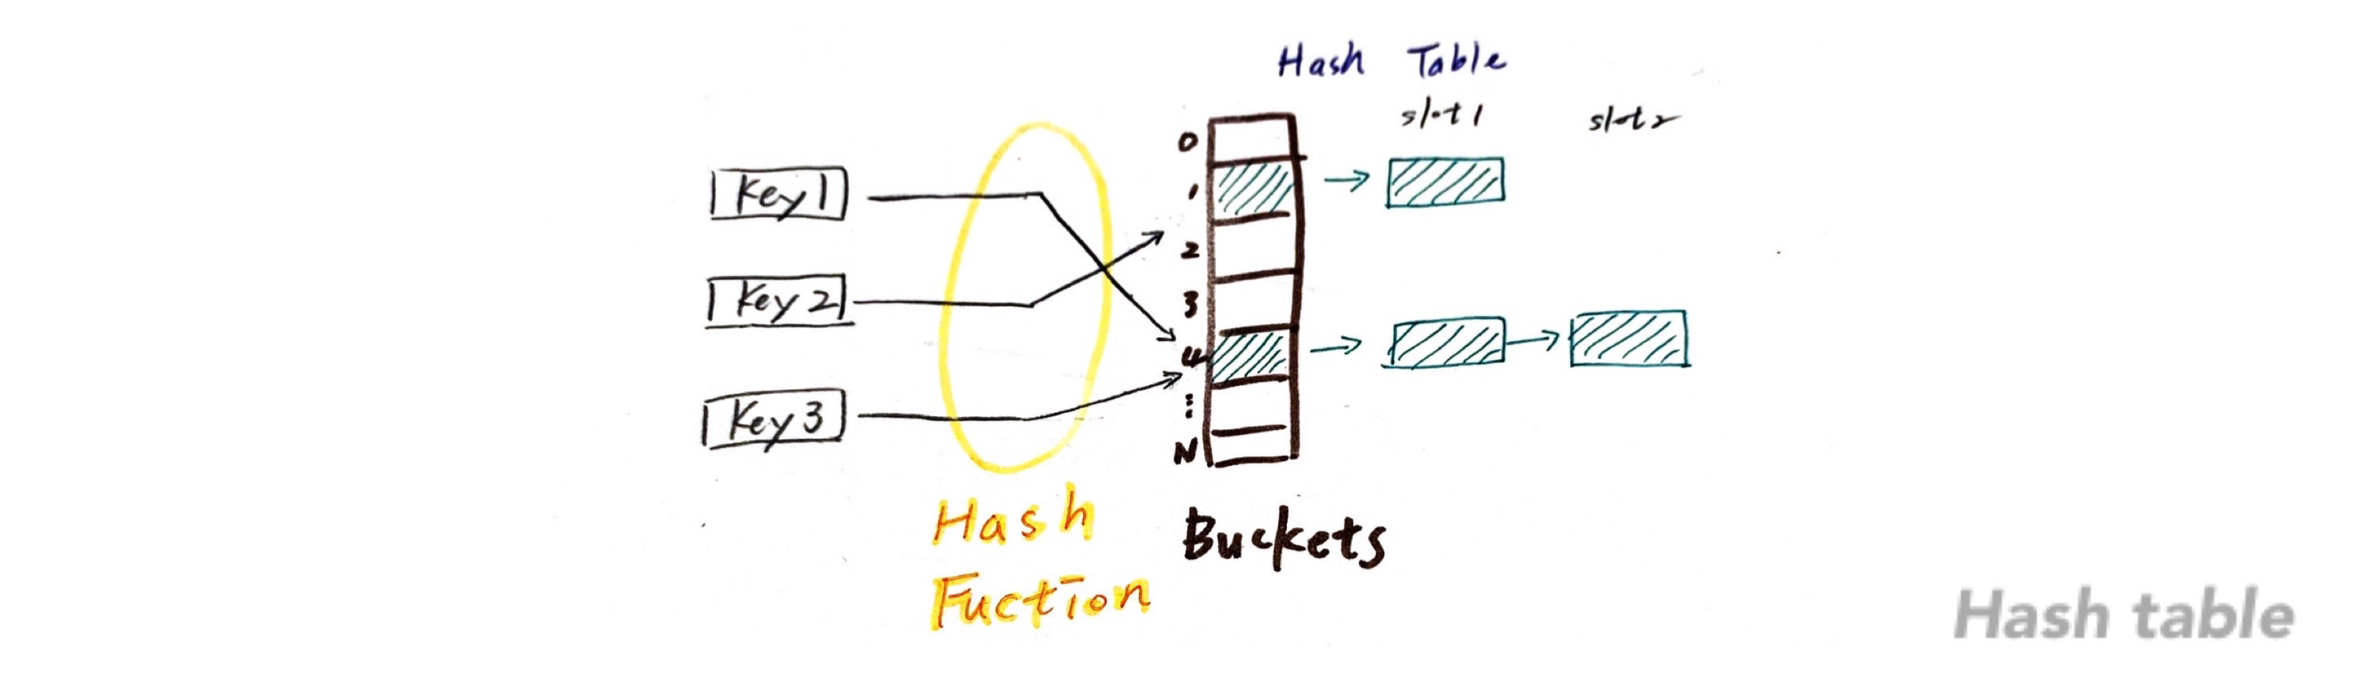 Hash Table
slot1 slot2
Key1
Key2
Key3
0
1
2
3
4
⋮
N
Hash
Fuction
Buckets
Hash table